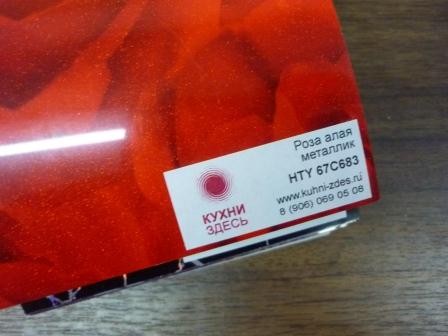 Роза алая
металлик
HTY 67C683
www.kuhni-zdes.ru
8 (906) 069 05 08
КУХНИ
ЗДЕСЬ